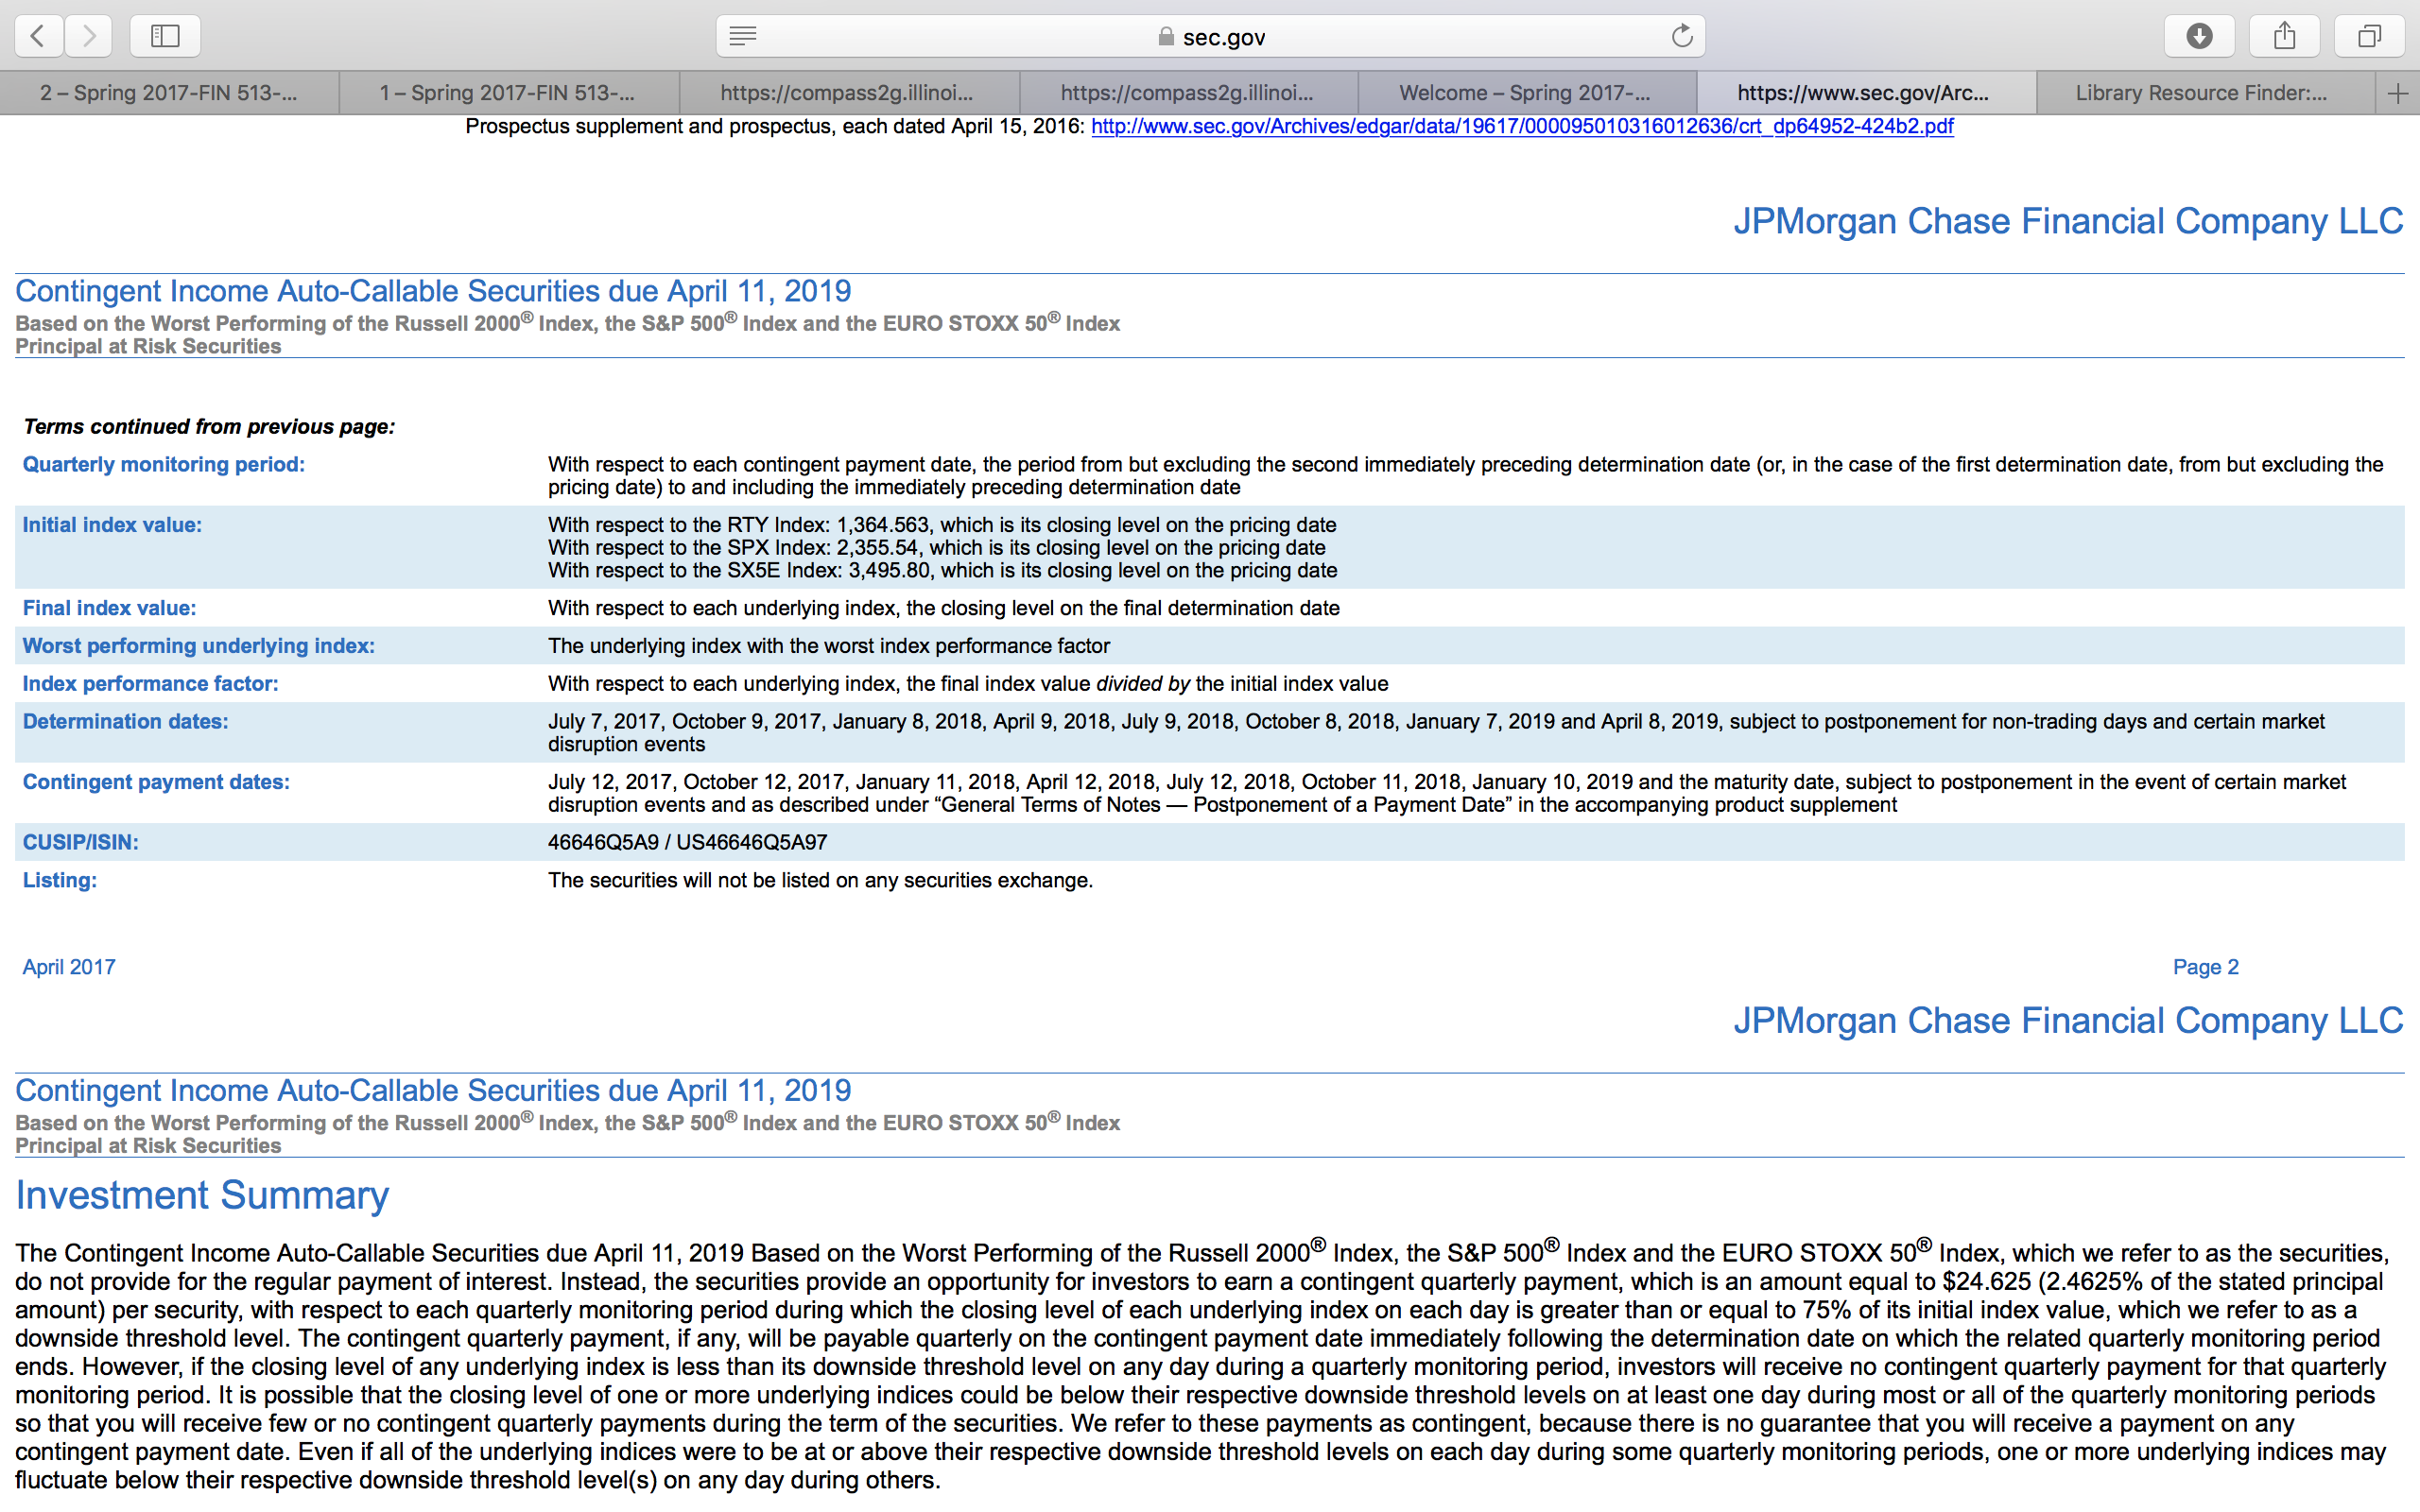 sec.gov
2 – Spring 2017-FIN 513-...
1 – Spring 2017-FIN 513-...
https://compass2g.illinoi...
https://compass2g.illinoi...
Welcome – Spring 2017-...
https://www.sec.gov/Arc...
Library Resource Finder:...
Prospectus supplement and prospectus, each dated April 15, 2016: http://www.sec.gov/Archives/edgar/data/19617/000095010316012636/crt_dp64952-424b2.pdf
JPMorgan Chase Financial Company LLC
Contingent Income Auto-Callable Securities due April 11, 2019
Based on the Worst Performing of the Russell 2000® Index, the S&P 500® Index and the EURO STOXX 50® Index
Principal at Risk Securities
Terms continued from previous page:
Quarterly monitoring period: With respect to each contingent payment date, the period from but excluding the second immediately preceding determination date (or, in the case of the first determination date, from but excluding the
pricing date) to and including the immediately preceding determination date
Initial index value: With respect to the RTY Index: 1,364.563, which is its closing level on the pricing date
With respect to the SPX Index: 2,355.54, which is its closing level on the pricing date
With respect to the SX5E Index: 3,495.80, which is its closing level on the pricing date
Final index value: With respect to each underlying index, the closing level on the final determination date
Worst performing underlying index: The underlying index with the worst index performance factor
Index performance factor: With respect to each underlying index, the final index value divided by the initial index value
Determination dates: July 7, 2017, October 9, 2017, January 8, 2018, April 9, 2018, July 9, 2018, October 8, 2018, January 7, 2019 and April 8, 2019, subject to postponement for non-trading days and certain market
disruption events
Contingent payment dates: July 12, 2017, October 12, 2017, January 11, 2018, April 12, 2018, July 12, 2018, October 11, 2018, January 10, 2019 and the maturity date, subject to postponement in the event of certain market
disruption events and as described under “General Terms of Notes — Postponement of a Payment Date” in the accompanying product supplement
CUSIP/ISIN: 46646Q5A9 / US46646Q5A97
Listing: The securities will not be listed on any securities exchange.
April 2017 Page 2
JPMorgan Chase Financial Company LLC
Contingent Income Auto-Callable Securities due April 11, 2019
Based on the Worst Performing of the Russell 2000® Index, the S&P 500® Index and the EURO STOXX 50® Index
Principal at Risk Securities
Investment Summary
The Contingent Income Auto-Callable Securities due April 11, 2019 Based on the Worst Performing of the Russell 2000® Index, the S&P 500® Index and the EURO STOXX 50® Index, which we refer to as the securities,
do not provide for the regular payment of interest. Instead, the securities provide an opportunity for investors to earn a contingent quarterly payment, which is an amount equal to $24.625 (2.4625% of the stated principal
amount) per security, with respect to each quarterly monitoring period during which the closing level of each underlying index on each day is greater than or equal to 75% of its initial index value, which we refer to as a
downside threshold level. The contingent quarterly payment, if any, will be payable quarterly on the contingent payment date immediately following the determination date on which the related quarterly monitoring period
ends. However, if the closing level of any underlying index is less than its downside threshold level on any day during a quarterly monitoring period, investors will receive no contingent quarterly payment for that quarterly
monitoring period. It is possible that the closing level of one or more underlying indices could be below their respective downside threshold levels on at least one day during most or all of the quarterly monitoring periods
so that you will receive few or no contingent quarterly payments during the term of the securities. We refer to these payments as contingent, because there is no guarantee that you will receive a payment on any
contingent payment date. Even if all of the underlying indices were to be at or above their respective downside threshold levels on each day during some quarterly monitoring periods, one or more underlying indices may
fluctuate below their respective downside threshold level(s) on any day during others.